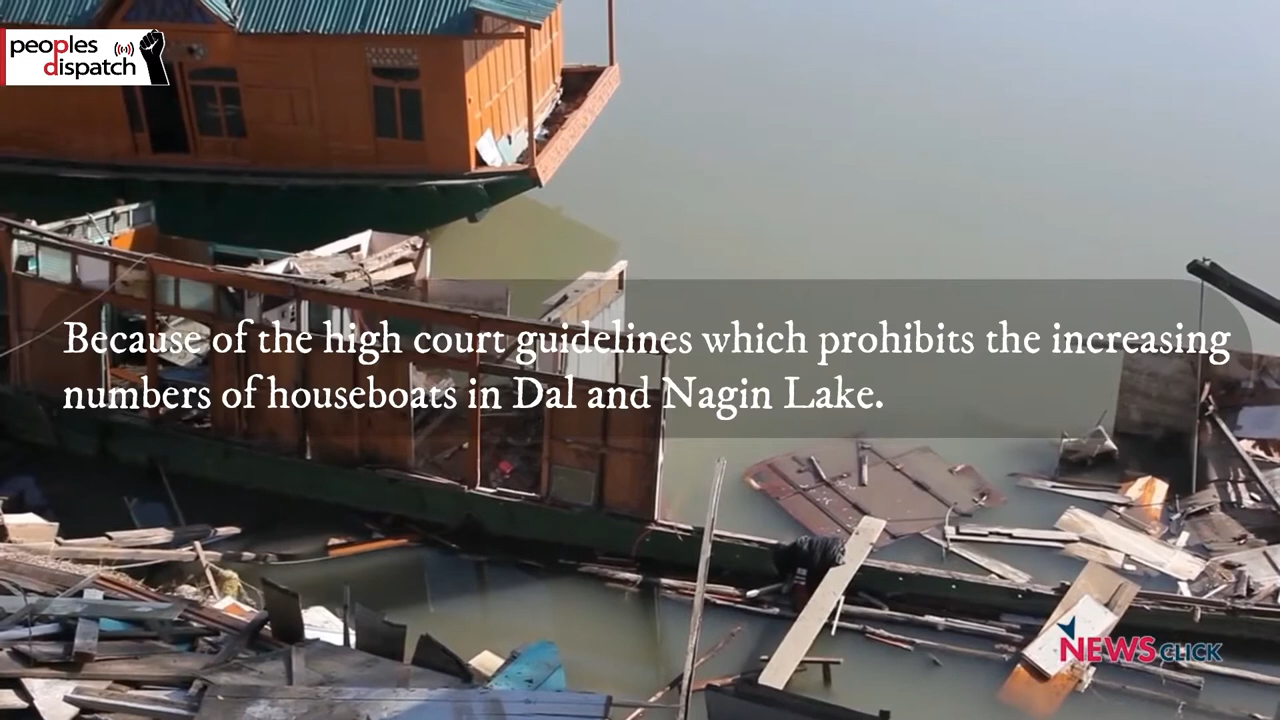 peoples
dispatch
Because of the high court guidelines which prohibits the increasing
numbers of houseboats in Dal and Nagin Lake.
NEWSCLICK